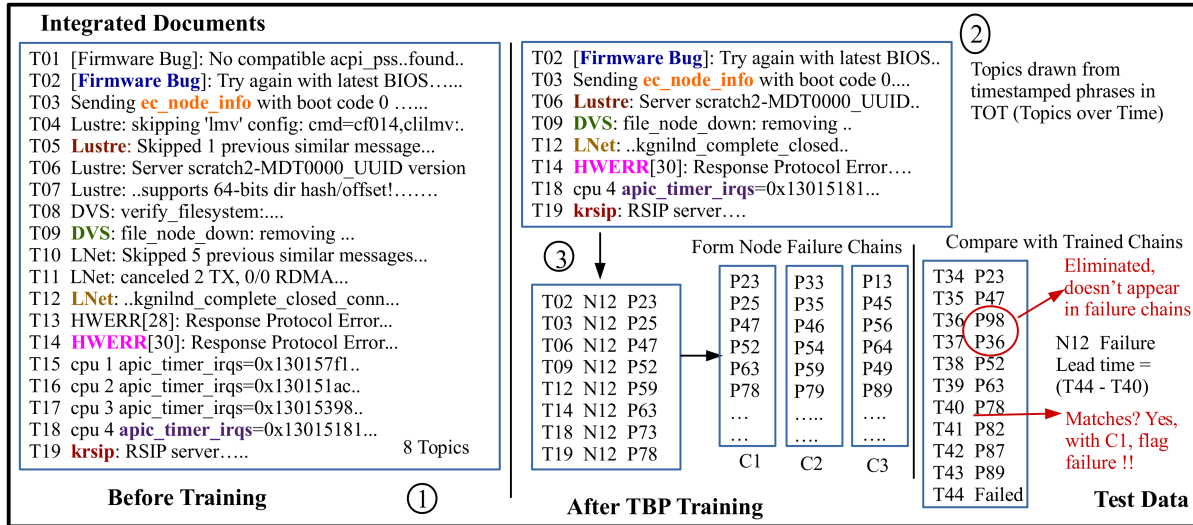 Integrated Documents
T01 [Firmware Bug]: No compatible acpi_pss..found..
T02 [Firmware Bug]: Try again with latest BIOS…...
T03 Sending ec_node_info with boot code 0 …...
T04 Lustre: skipping 'lmv' config: cmd=cf014,clilmv:.
T05 Lustre: Skipped 1 previous similar message...
T06 Lustre: Server scratch2-MDT0000_UUID version
T07 Lustre: ..supports 64-bits dir hash/offset!…….
T08 DVS: verify_filesystem:....
T09 DVS: file_node_down: removing ...
T10 LNet: Skipped 5 previous similar messages...
T11 LNet: canceled 2 TX, 0/0 RDMA...
T12 LNet: ..kgnilnd_complete_closed_conn...
T13 HWERR[28]: Response Protocol Error...
T14 HWERR[30]: Response Protocol Error...
T15 cpu 1 apic_timer_irqs=0x130157f1..
T16 cpu 2 apic_timer_irqs=0x130151ac..
T17 cpu 3 apic_timer_irqs=0x13015398..
T18 cpu 4 apic_timer_irqs=0x13015181...
T19 krsip: RSIP server…..
8 Topics
Before Training
1
T02 [Firmware Bug]: Try again with latest BIOS..
T03 Sending ec_node_info with boot code 0....
T06 Lustre: Server scratch2-MDT0000_UUID..
T09 DVS: file_node_down: removing ..
T12 LNet: ..kgnilnd_complete_closed..
T14 HWERR[30]: Response Protocol Error….
T18 cpu 4 apic_timer_irqs=0x13015181...
T19 krsip: RSIP server….
2
Topics drawn from
timestamped phrases in
TOT (Topics over Time)
3
T02 N12 P23
T03 N12 P25
T06 N12 P47
T09 N12 P52
T12 N12 P59
T14 N12 P63
T18 N12 P73
T19 N12 P78
Form Node Failure Chains
P23 P33 P13
P25 P35 P45
P47 P46 P56
P52 P54 P64
P63 P59 P49
P78 P79 P89
… ….. …
…. …. ….
C1 C2 C3
After TBP Training
Compare with Trained Chains
T34 P23
T35 P47
T36 P98
T37 P36
T38 P52
T39 P63
T40 P78
T41 P82
T42 P87
T43 P89
T44 Failed
Eliminated,
doesn't appear
in failure chains
N12 Failure
Lead time =
(T44 - T40)
Matches? Yes,
with C1, flag
failure !!
Test Data